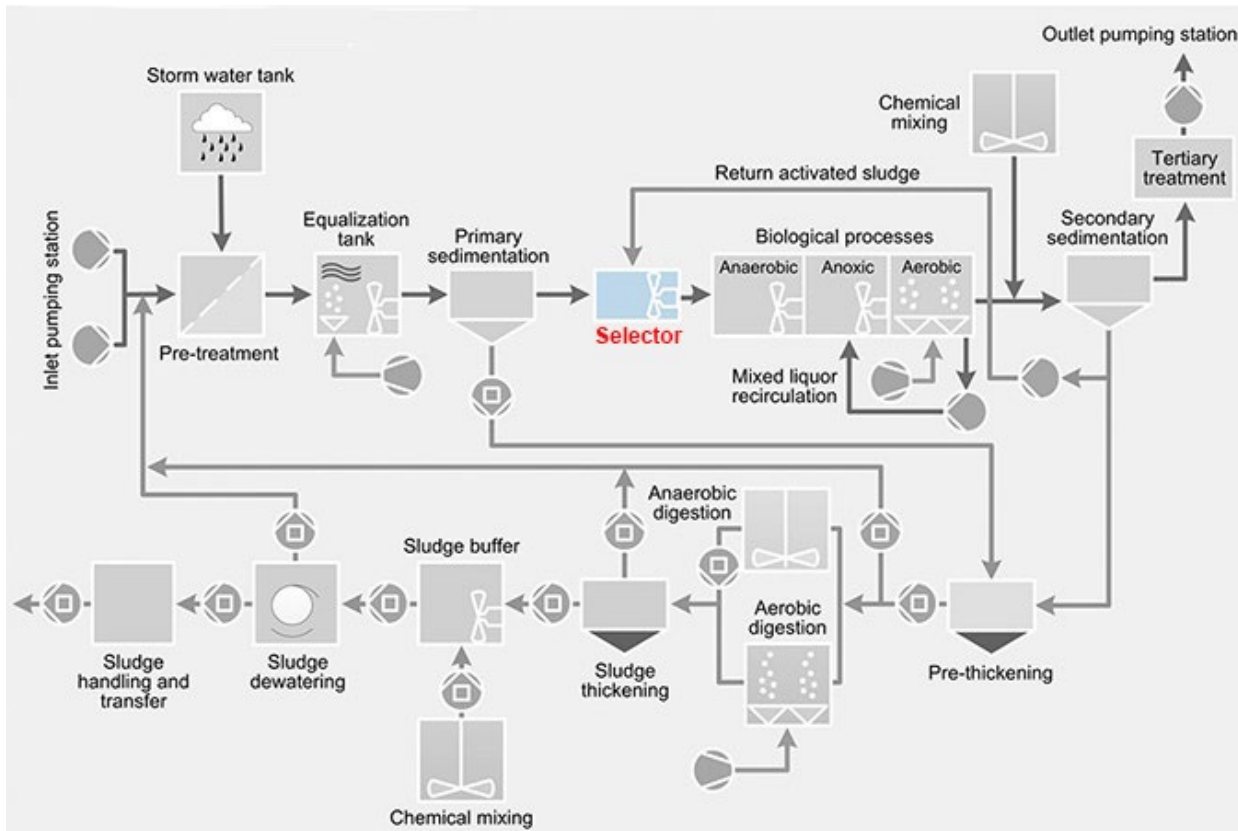 Outlet pumping station
Storm water tank
Chemical
mixing
Tertiary
treatment
Return activated sludge
Equalization
tank
Primary
sedimentation
Secondary
sedimentation
Biological processes
Anaerobic
Anoxic
Aerobic
Inlet pumping station
Selector
Pre-treatment
Mixed liquor
recirculation
Anaerobic
digestion
Sludge buffer
Aerobic
digestion
Sludge
handling and
transfer
Sludge
dewatering
Sludge
thickening
Pre-thickening
Chemical mixing